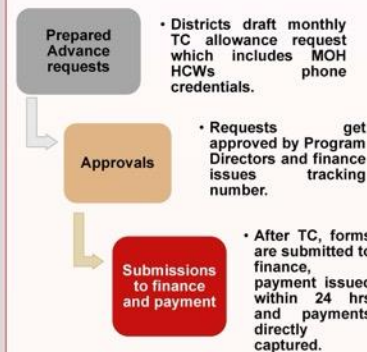 Prepared
Advance
requests
• Districts draft monthly
TC allowance request
which includes MOH
HCWs phone
credentials.
Approvals
• Requests get
approved by Program
Directors and finance
issues tracking
number.
Submissions
to finance
and payment
• After TC, forms
are submitted to
finance,
payment issued
within 24 hrs
and payments
directly
captured.